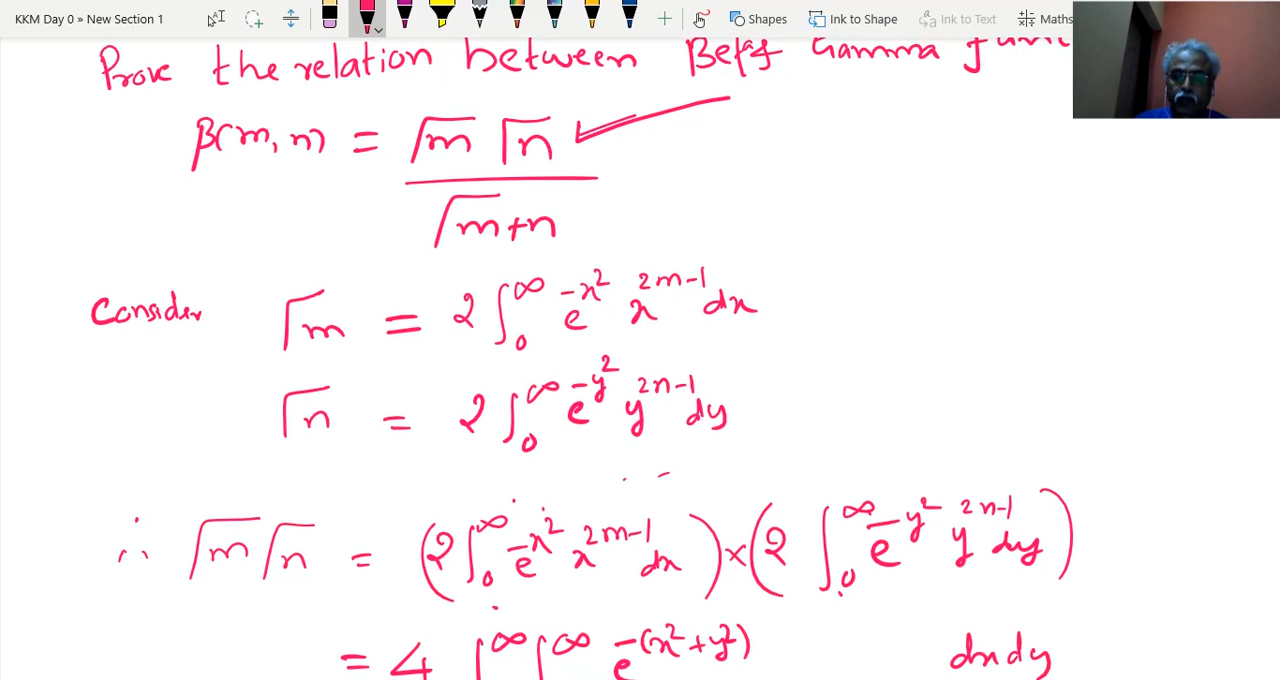 KKM Day 0 » New Section 1 Shapes Ink to Shape Ink to Text Maths
Prove the relation between Beta & Gamma
β(m, n) = Γm Γn
Γm+n
Consider Γm = 2 ∫₀^∞ e^{-x²} x^{2m-1} dx
Γn = 2 ∫₀^∞ e^{-y²} y^{2n-1} dy
∴ Γm Γn = (2 ∫₀^∞ e^{-x²} x^{2m-1} dx) × (2 ∫₀^∞ e^{-y²} y^{2n-1} dy)
= 4 ∫^∞ ∫^∞ e^{-(x²+y²)} dx dy